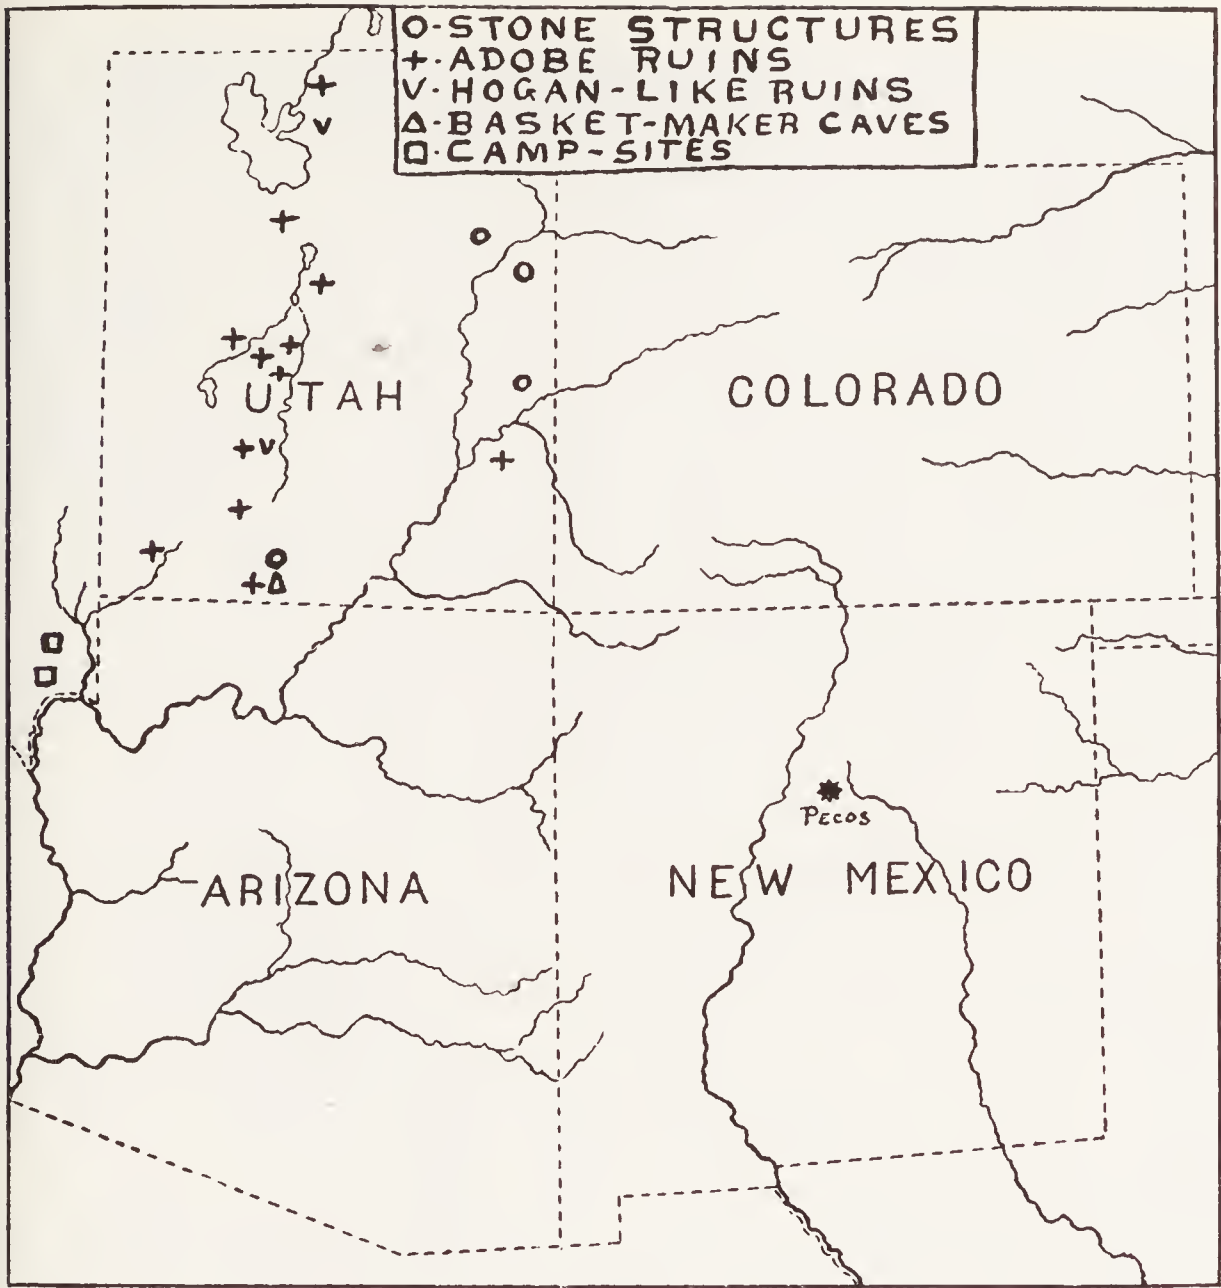 O-STONE STRUCTURES
+-ADOBE RUINS
V-HOGAN-LIKE RUINS
Δ-BASKET-MAKER CAVES
□-CAMP-SITES
UTAH
COLORADO
PECOS
ARIZONA
NEW MEXICO